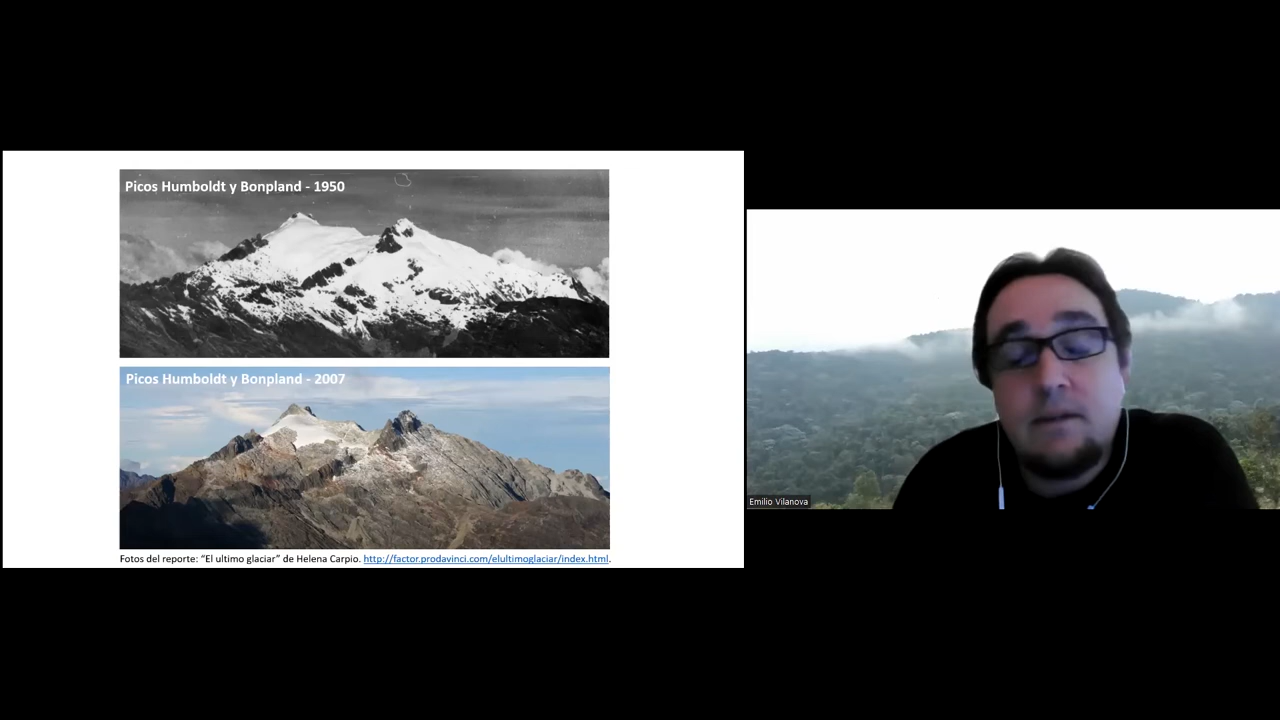 Picos Humboldt y Bonpland - 1950
Picos Humboldt y Bonpland - 2007
Fotos del reporte: “El ultimo glaciar” de Helena Carpio. http://factor.prodavinci.com/elultimoglaciar/index.html.
Emilio Vilanova